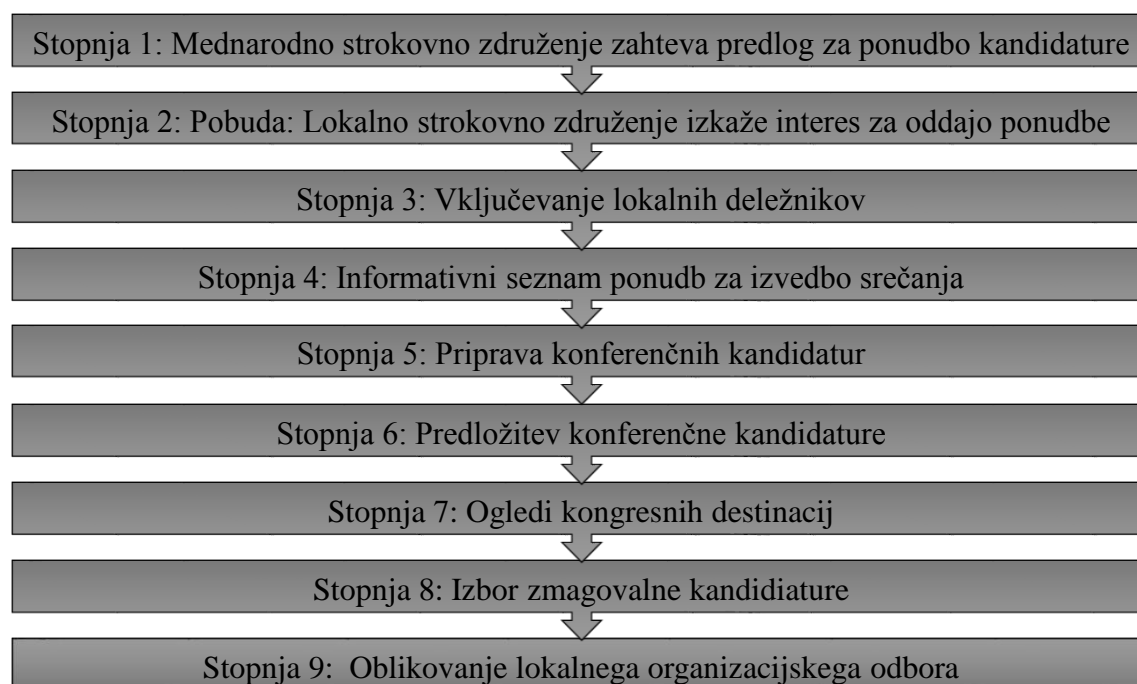 Stopnja 1: Mednarodno strokovno združenje zahteva predlog za ponudbo kandidature
Stopnja 2: Pobuda: Lokalno strokovno združenje izkaže interes za oddajo ponudbe
Stopnja 3: Vključevanje lokalnih deležnikov
Stopnja 4: Informativni seznam ponudb za izvedbo srečanja
Stopnja 5: Priprava konferenčnih kandidatur
Stopnja 6: Predložitev konferenčne kandidature
Stopnja 7: Ogledi kongresnih destinacij
Stopnja 8: Izbor zmagovalne kandidiature
Stopnja 9: Oblikovanje lokalnega organizacijskega odbora